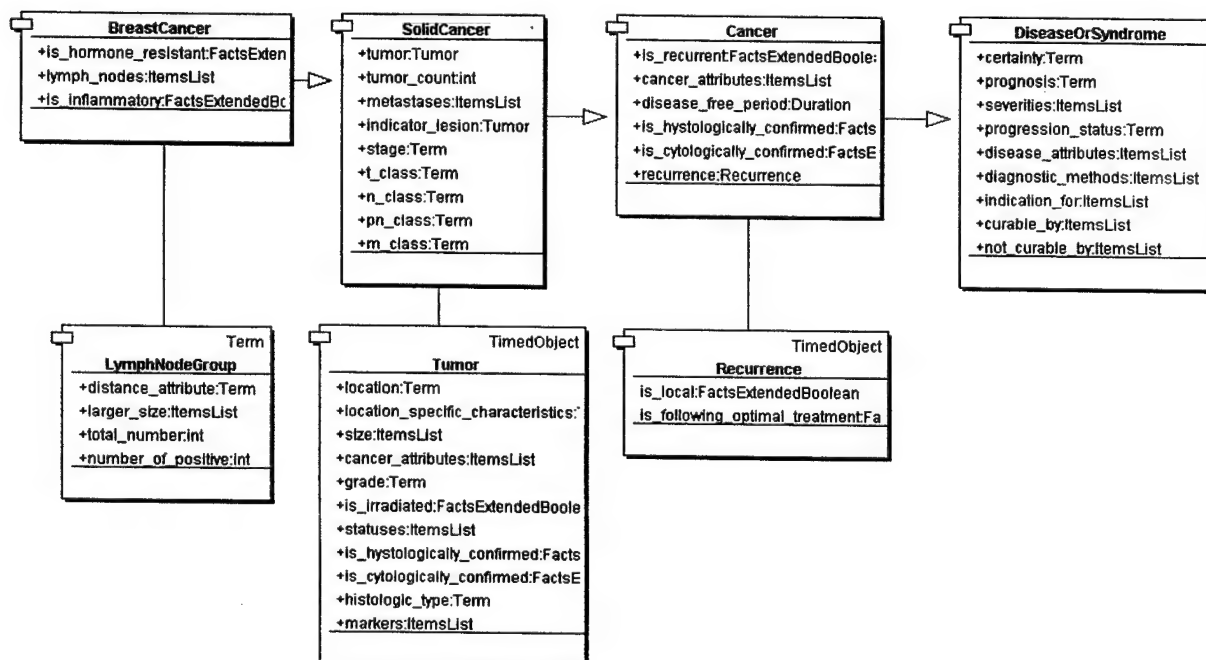 BreastCancer
+is_hormone_resistant:FactsExten
+lymph_nodes:ItemsList
+is_inflammatory:FactsExtendedBo
SolidCancer
+tumor:Tumor
+tumor_count:int
+metastases:ItemsList
+indicator_lesion:Tumor
+stage:Term
+t_class:Term
+n_class:Term
+pn_class:Term
+m_class:Term
Cancer
+is_recurrent:FactsExtendedBoolea
+cancer_attributes:ItemsList
+disease_free_period:Duration
+is_hystologically_confirmed:Facts
+is_cytologically_confirmed:FactsE
+recurrence:Recurrence
DiseaseOrSyndrome
+certainty:Term
+prognosis:Term
+severities:ItemsList
+progression_status:Term
+disease_attributes:ItemsList
+diagnostic_methods:ItemsList
+indication_for:ItemsList
+curable_by:ItemsList
+not_curable_by:ItemsList
Term
LymphNodeGroup
+distance_attribute:Term
+larger_size:ItemsList
+total_number:int
+number_of_positive:int
TimedObject
Tumor
+location:Term
+location_specific_characteristics:
+size:ItemsList
+cancer_attributes:ItemsList
+grade:Term
+is_irradiated:FactsExtendedBoole
+statuses:ItemsList
+is_hystologically_confirmed:Facts
+is_cytologically_confirmed:FactsE
+histologic_type:Term
+markers:ItemsList
TimedObject
Recurrence
is_local:FactsExtendedBoolean
is_following_optimal_treatment:Fa